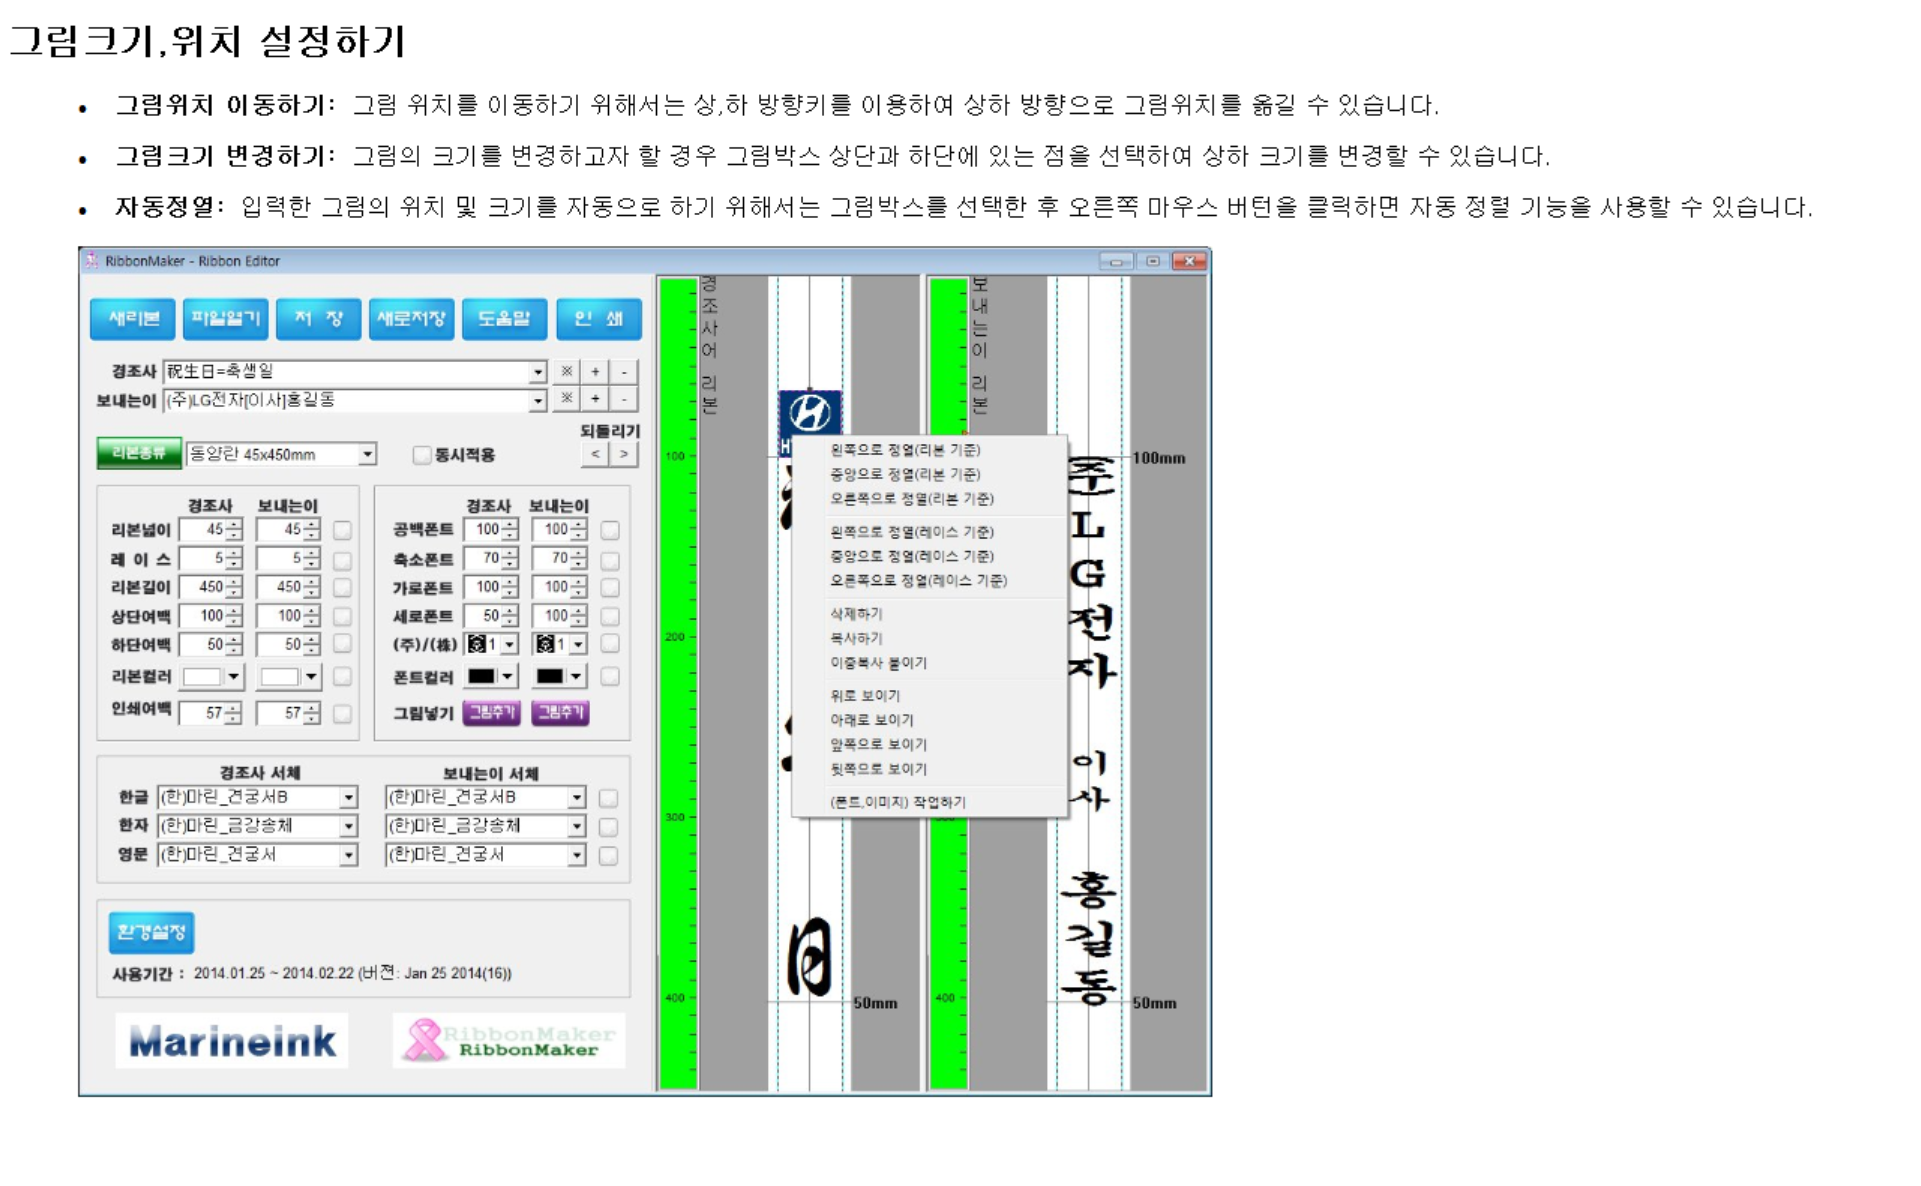 그림크기,위치 설정하기
• 그림위치 이동하기: 그림 위치를 이동하기 위해서는 상,하 방향키를 이용하여 상하 방향으로 그림위치를 옮길 수 있습니다.
• 그림크기 변경하기: 그림의 크기를 변경하고자 할 경우 그림박스 상단과 하단에 있는 점을 선택하여 상하 크기를 변경할 수 있습니다.
• 자동정열: 입력한 그림의 위치 및 크기를 자동으로 하기 위해서는 그림박스를 선택한 후 오른쪽 마우스 버턴을 클릭하면 자동 정렬 기능을 사용할 수 있습니다.
RibbonMaker - Ribbon Editor
새리본 파일열기 저 장 새로저장 도움말 인 쇄
경조사 祝生日=축생일 ※ + -
보내는이 (주)LG전자[이사]홍길동 ※ + -
되돌리기
리본종류 동양란 45x450mm 동시적용 < >
경조사 보내는이
리본넓이 45 45
레 이 스 5 5
리본길이 450 450
상단여백 100 100
하단여백 50 50
리본컬러
인쇄여백 57 57
경조사 보내는이
공백폰트 100 100
축소폰트 70 70
가로폰트 100 100
세로폰트 50 100
(주)/(株) 1 1
폰트컬러
그림넣기 그림추가 그림추가
경조사 서체 보내는이 서체
한글 (한)마린_견궁서B (한)마린_견궁서B
한자 (한)마린_금강송체 (한)마린_금강송체
영문 (한)마린_견궁서 (한)마린_견궁서
환경설정
사용기간 : 2014.01.25 ~ 2014.02.22 (버젼: Jan 25 2014(16))
Marineink
RibbonMaker
RibbonMaker
경조사어 리본
100
200
300
400
日
50mm
왼쪽으로 정열(리본 기준)
중앙으로 정열(리본 기준)
오른쪽으로 정열(리본 기준)
왼쪽으로 정열(레이스 기준)
중앙으로 정열(레이스 기준)
오른쪽으로 정열(레이스 기준)
삭제하기
복사하기
이중복사 붙이기
위로 보이기
아래로 보이기
앞쪽으로 보이기
뒷쪽으로 보이기
(폰트,이미지) 작업하기
보내는이 리본
400
100mm
(주)LG전자 이사 홍길동
50mm